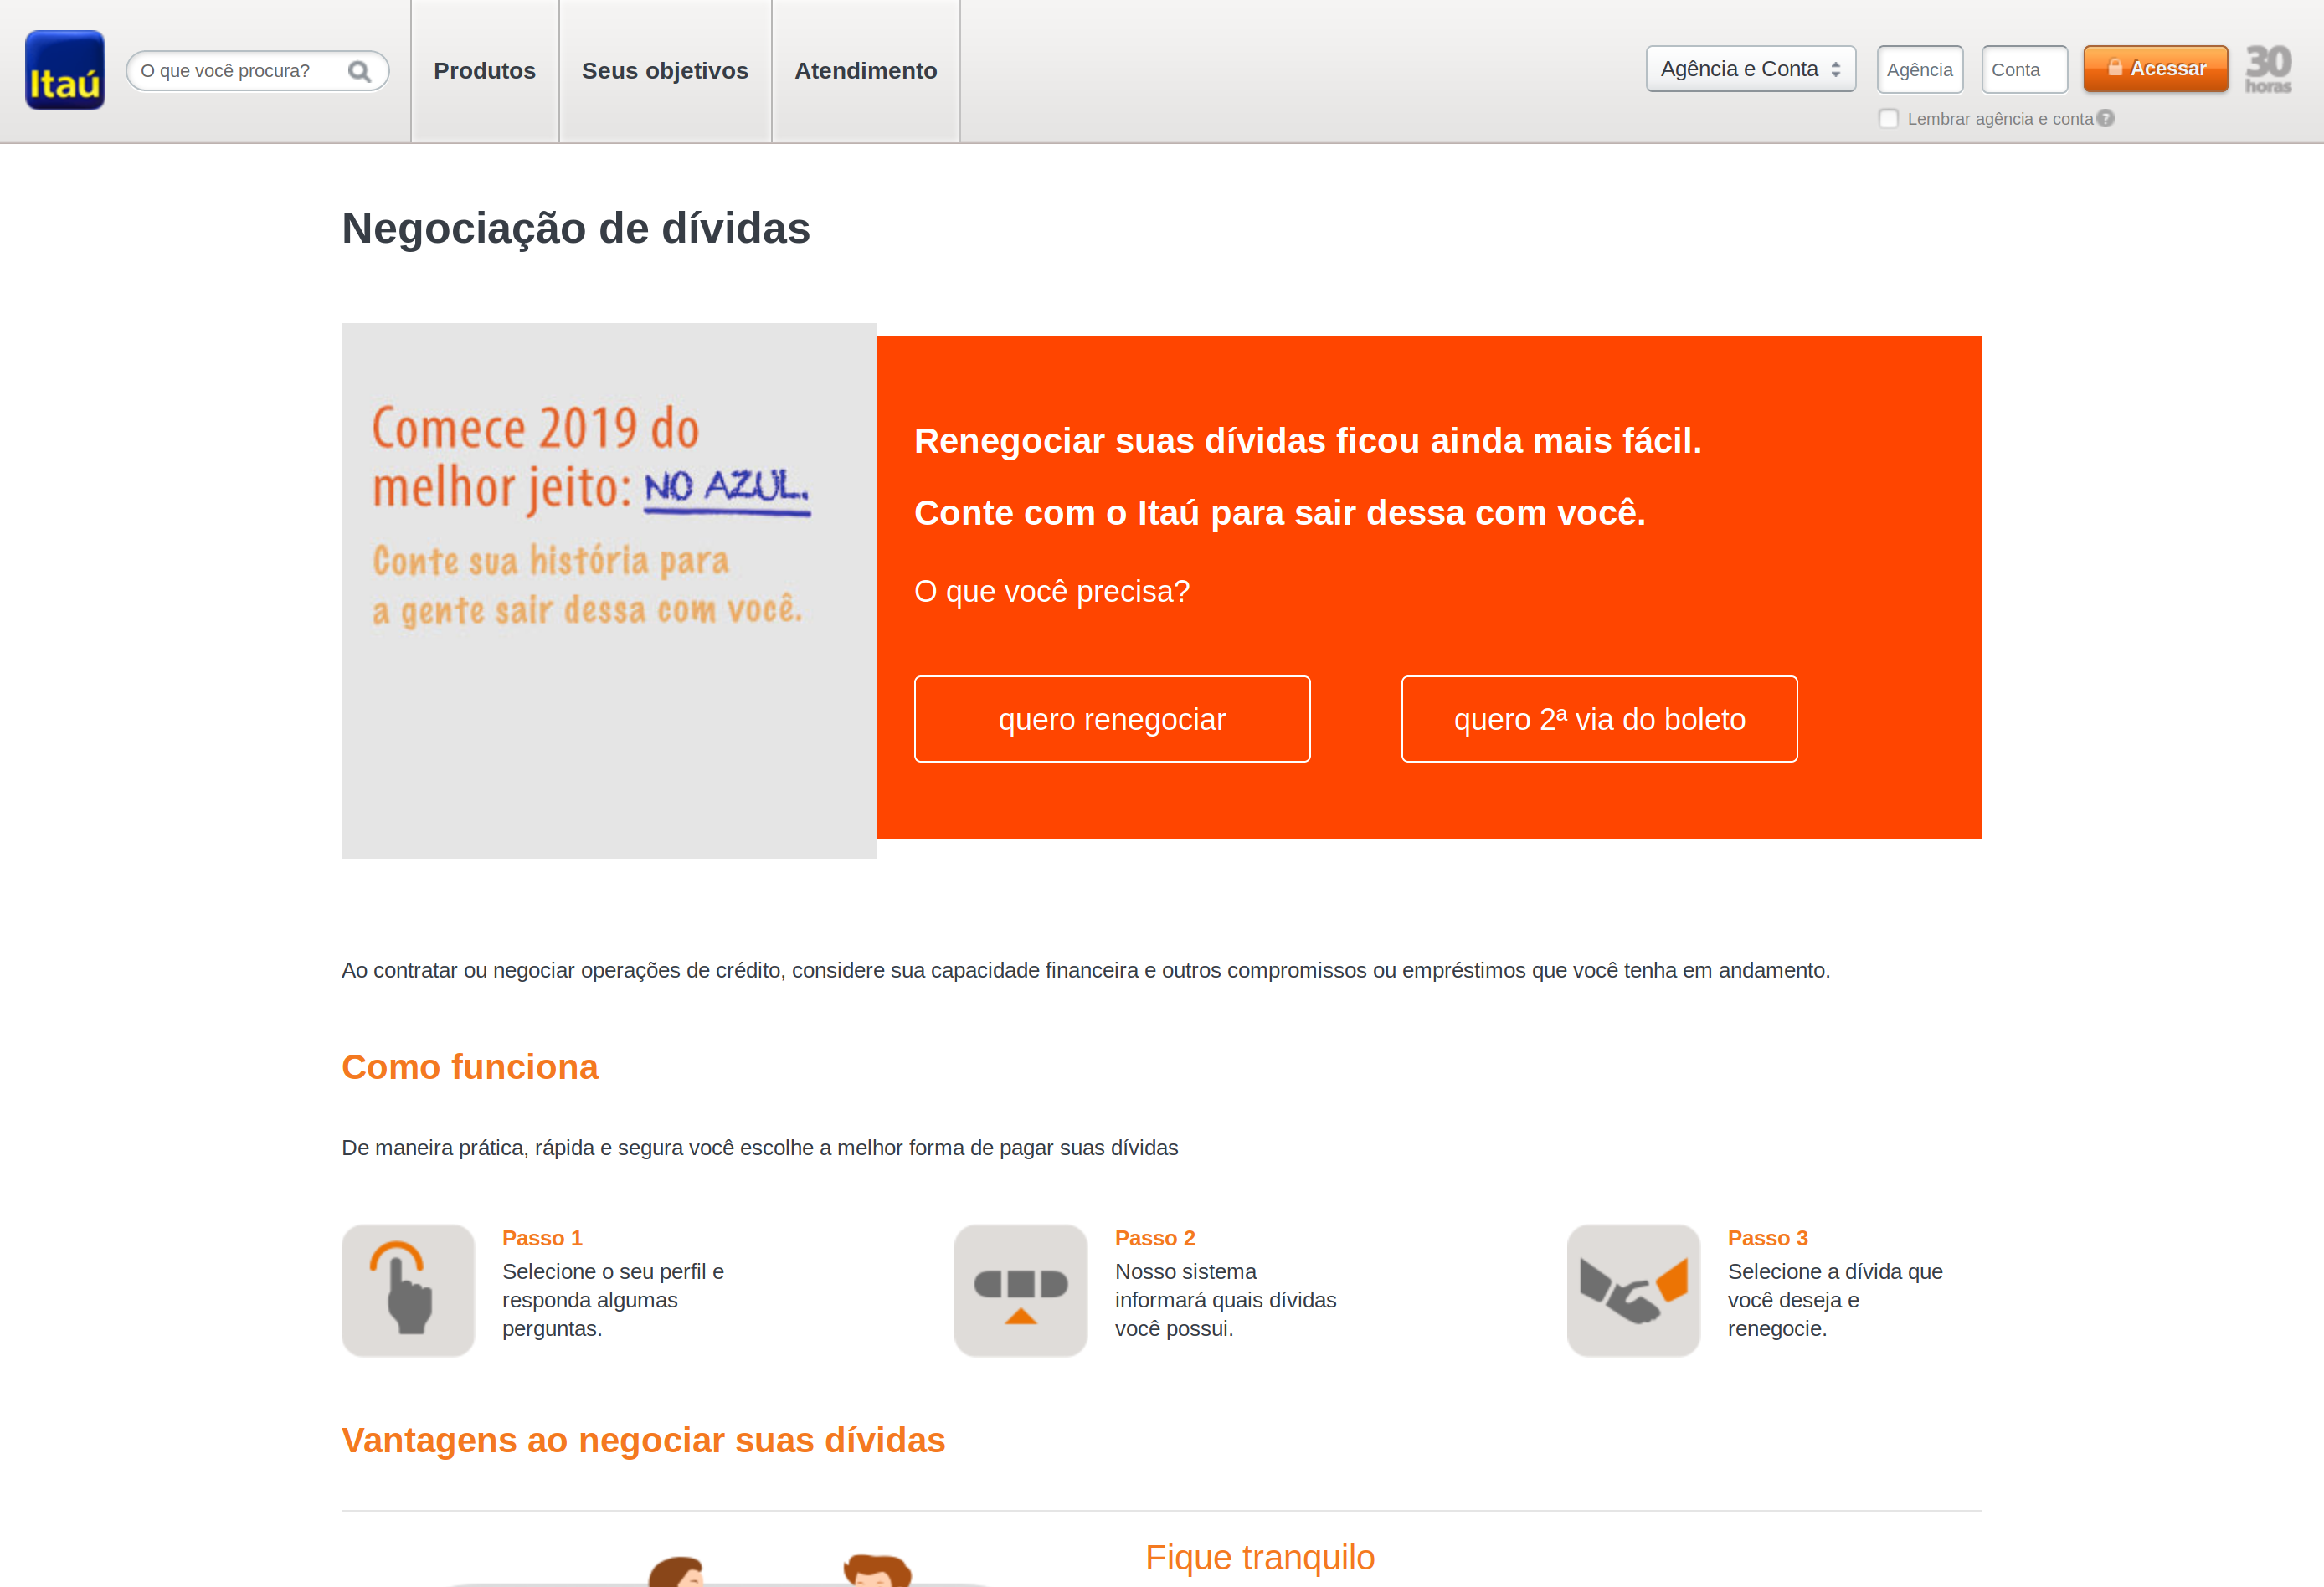 Itaú
O que você procura?
Produtos
Seus objetivos
Atendimento
Agência e Conta
Agência
Conta
Acessar
30
horas
Lembrar agência e conta ?
Negociação de dívidas
Comece 2019 do
melhor jeito: NO AZUL.
Conte sua história para
a gente sair dessa com você.
Renegociar suas dívidas ficou ainda mais fácil.
Conte com o Itaú para sair dessa com você.
O que você precisa?
quero renegociar
quero 2ª via do boleto
Ao contratar ou negociar operações de crédito, considere sua capacidade financeira e outros compromissos ou empréstimos que você tenha em andamento.
Como funciona
De maneira prática, rápida e segura você escolhe a melhor forma de pagar suas dívidas
Passo 1
Selecione o seu perfil e
responda algumas
perguntas.
Passo 2
Nosso sistema
informará quais dívidas
você possui.
Passo 3
Selecione a dívida que
você deseja e
renegocie.
Vantagens ao negociar suas dívidas
Fique tranquilo